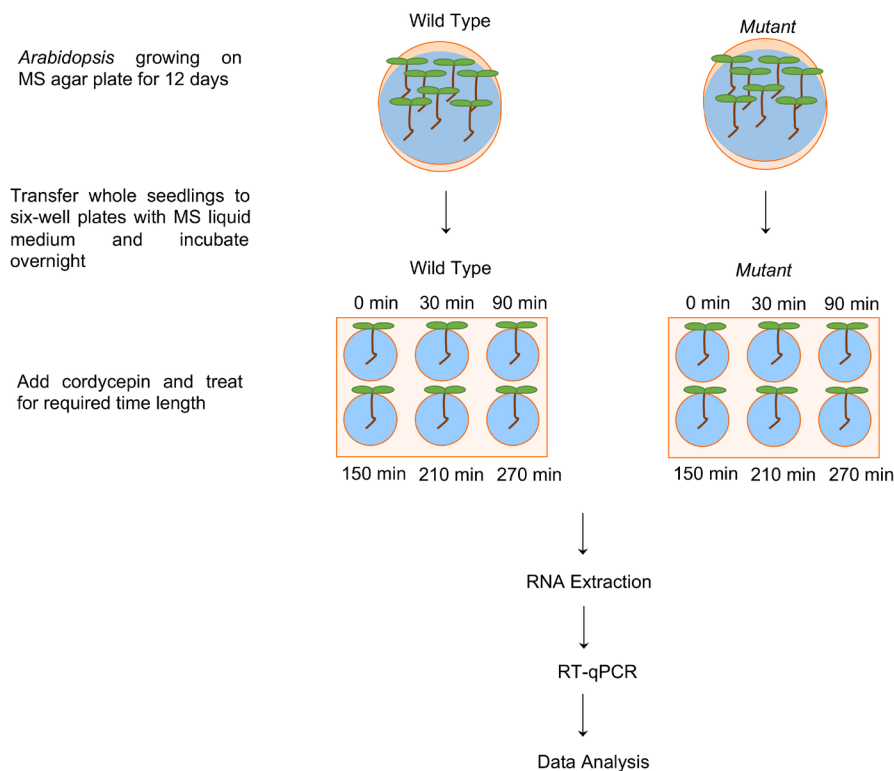 Wild Type
Mutant
Arabidopsis growing on
MS agar plate for 12 days
Transfer whole seedlings to
six-well plates with MS liquid
medium and incubate
overnight
Wild Type
Mutant
0 min 30 min 90 min
0 min 30 min 90 min
Add cordycepin and treat
for required time length
150 min 210 min 270 min
150 min 210 min 270 min
RNA Extraction
RT-qPCR
Data Analysis